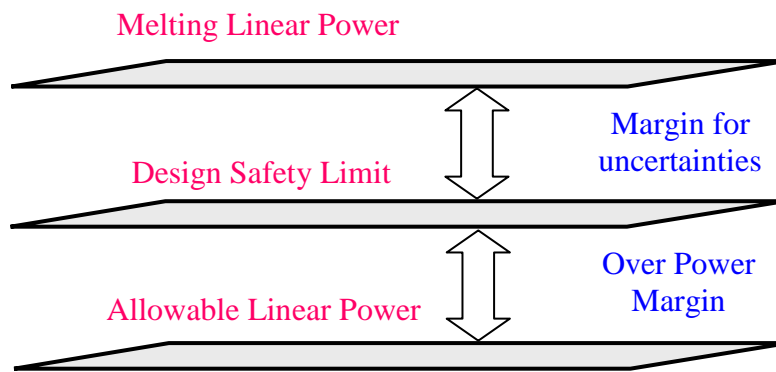 Melting Linear Power
Margin for
uncertainties
Design Safety Limit
Over Power
Margin
Allowable Linear Power